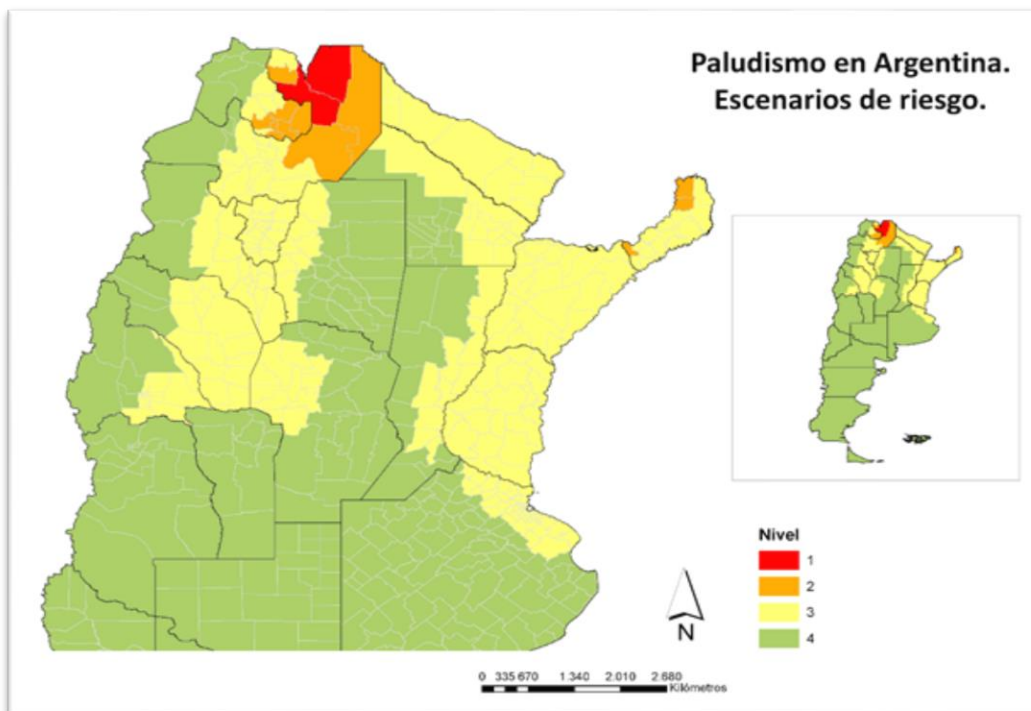 Paludismo en Argentina.
Escenarios de riesgo.
Nivel
1
2
3
4
N
0 335 670 1.340 2.010 2.680
Kilómetros